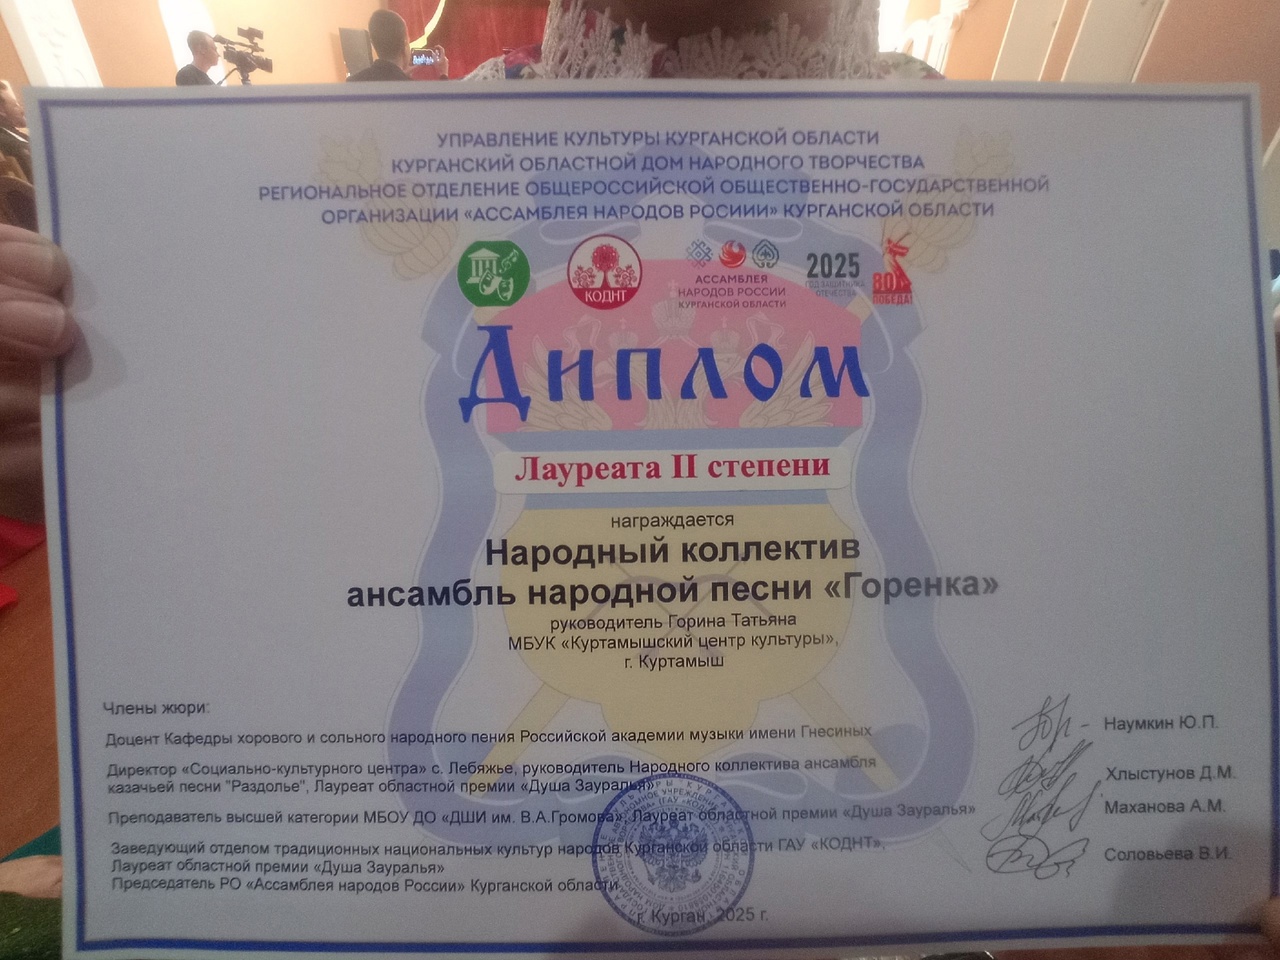 УПРАВЛЕНИЕ КУЛЬТУРЫ КУРГАНСКОЙ ОБЛАСТИ
КУРГАНСКИЙ ОБЛАСТНОЙ ДОМ НАРОДНОГО ТВОРЧЕСТВА
РЕГИОНАЛЬНОЕ ОТДЕЛЕНИЕ ОБЩЕРОССИЙСКОЙ ОБЩЕСТВЕННО-ГОСУДАРСТВЕННОЙ
ОРГАНИЗАЦИИ «АССАМБЛЕЯ НАРОДОВ РОСИИИ» КУРГАНСКОЙ ОБЛАСТИ
КОДНТ
АССАМБЛЕЯ
НАРОДОВ РОССИИ
КУРГАНСКОЙ ОБЛАСТИ
2025
ГОД ЗАЩИТНИКА
ОТЕЧЕСТВА
80
ПОБЕДА!
Диплом
Лауреата II степени
награждается
Народный коллектив
ансамбль народной песни «Горенка»
руководитель Горина Татьяна
МБУК «Куртамышский центр культуры»,
г. Куртамыш
Члены жюри:
Доцент Кафедры хорового и сольного народного пения Российской академии музыки имени Гнесиных
Наумкин Ю.П.
Директор «Социально-культурного центра» с. Лебяжье, руководитель Народного коллектива ансамбля
казачьей песни "Раздолье", Лауреат областной премии «Душа Зауралья»
Хлыстунов Д.М.
Преподаватель высшей категории МБОУ ДО «ДШИ им. В.А.Громова», Лауреат областной премии «Душа Зауралья»
Маханова А.М.
Заведующий отделом традиционных национальных культур народов Курганской области ГАУ «КОДНТ»,
Лауреат областной премии «Душа Зауралья»
Председатель РО «Ассамблея народов России» Курганской области
Соловьева В.И.
г. Курган, 2025 г.